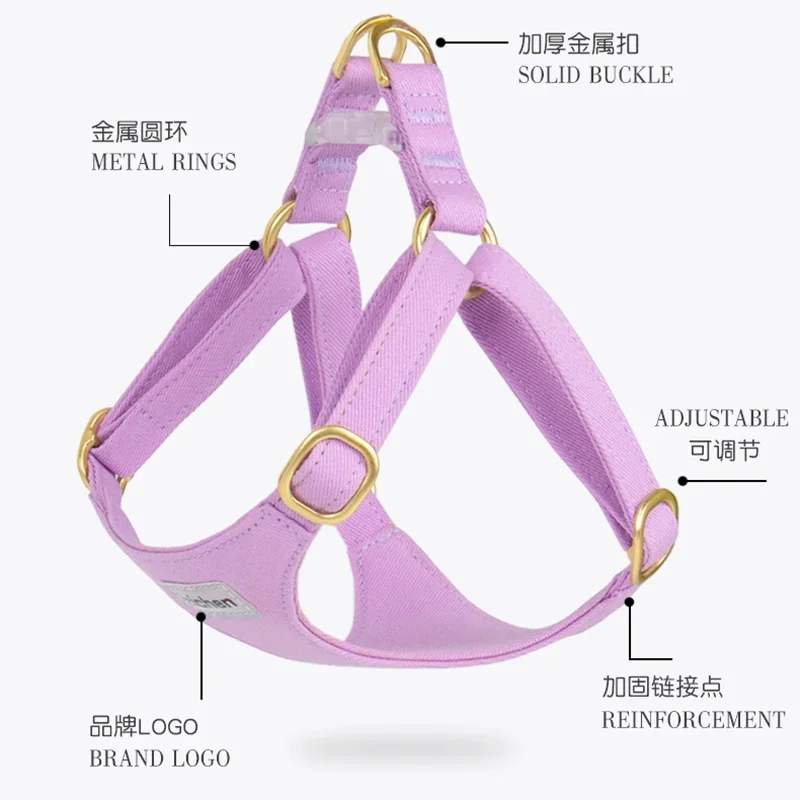 加厚金属扣
SOLID BUCKLE
金属圆环
METAL RINGS
ADJUSTABLE
可调节
加固链接点
REINFORCEMENT
品牌LOGO
BRAND LOGO